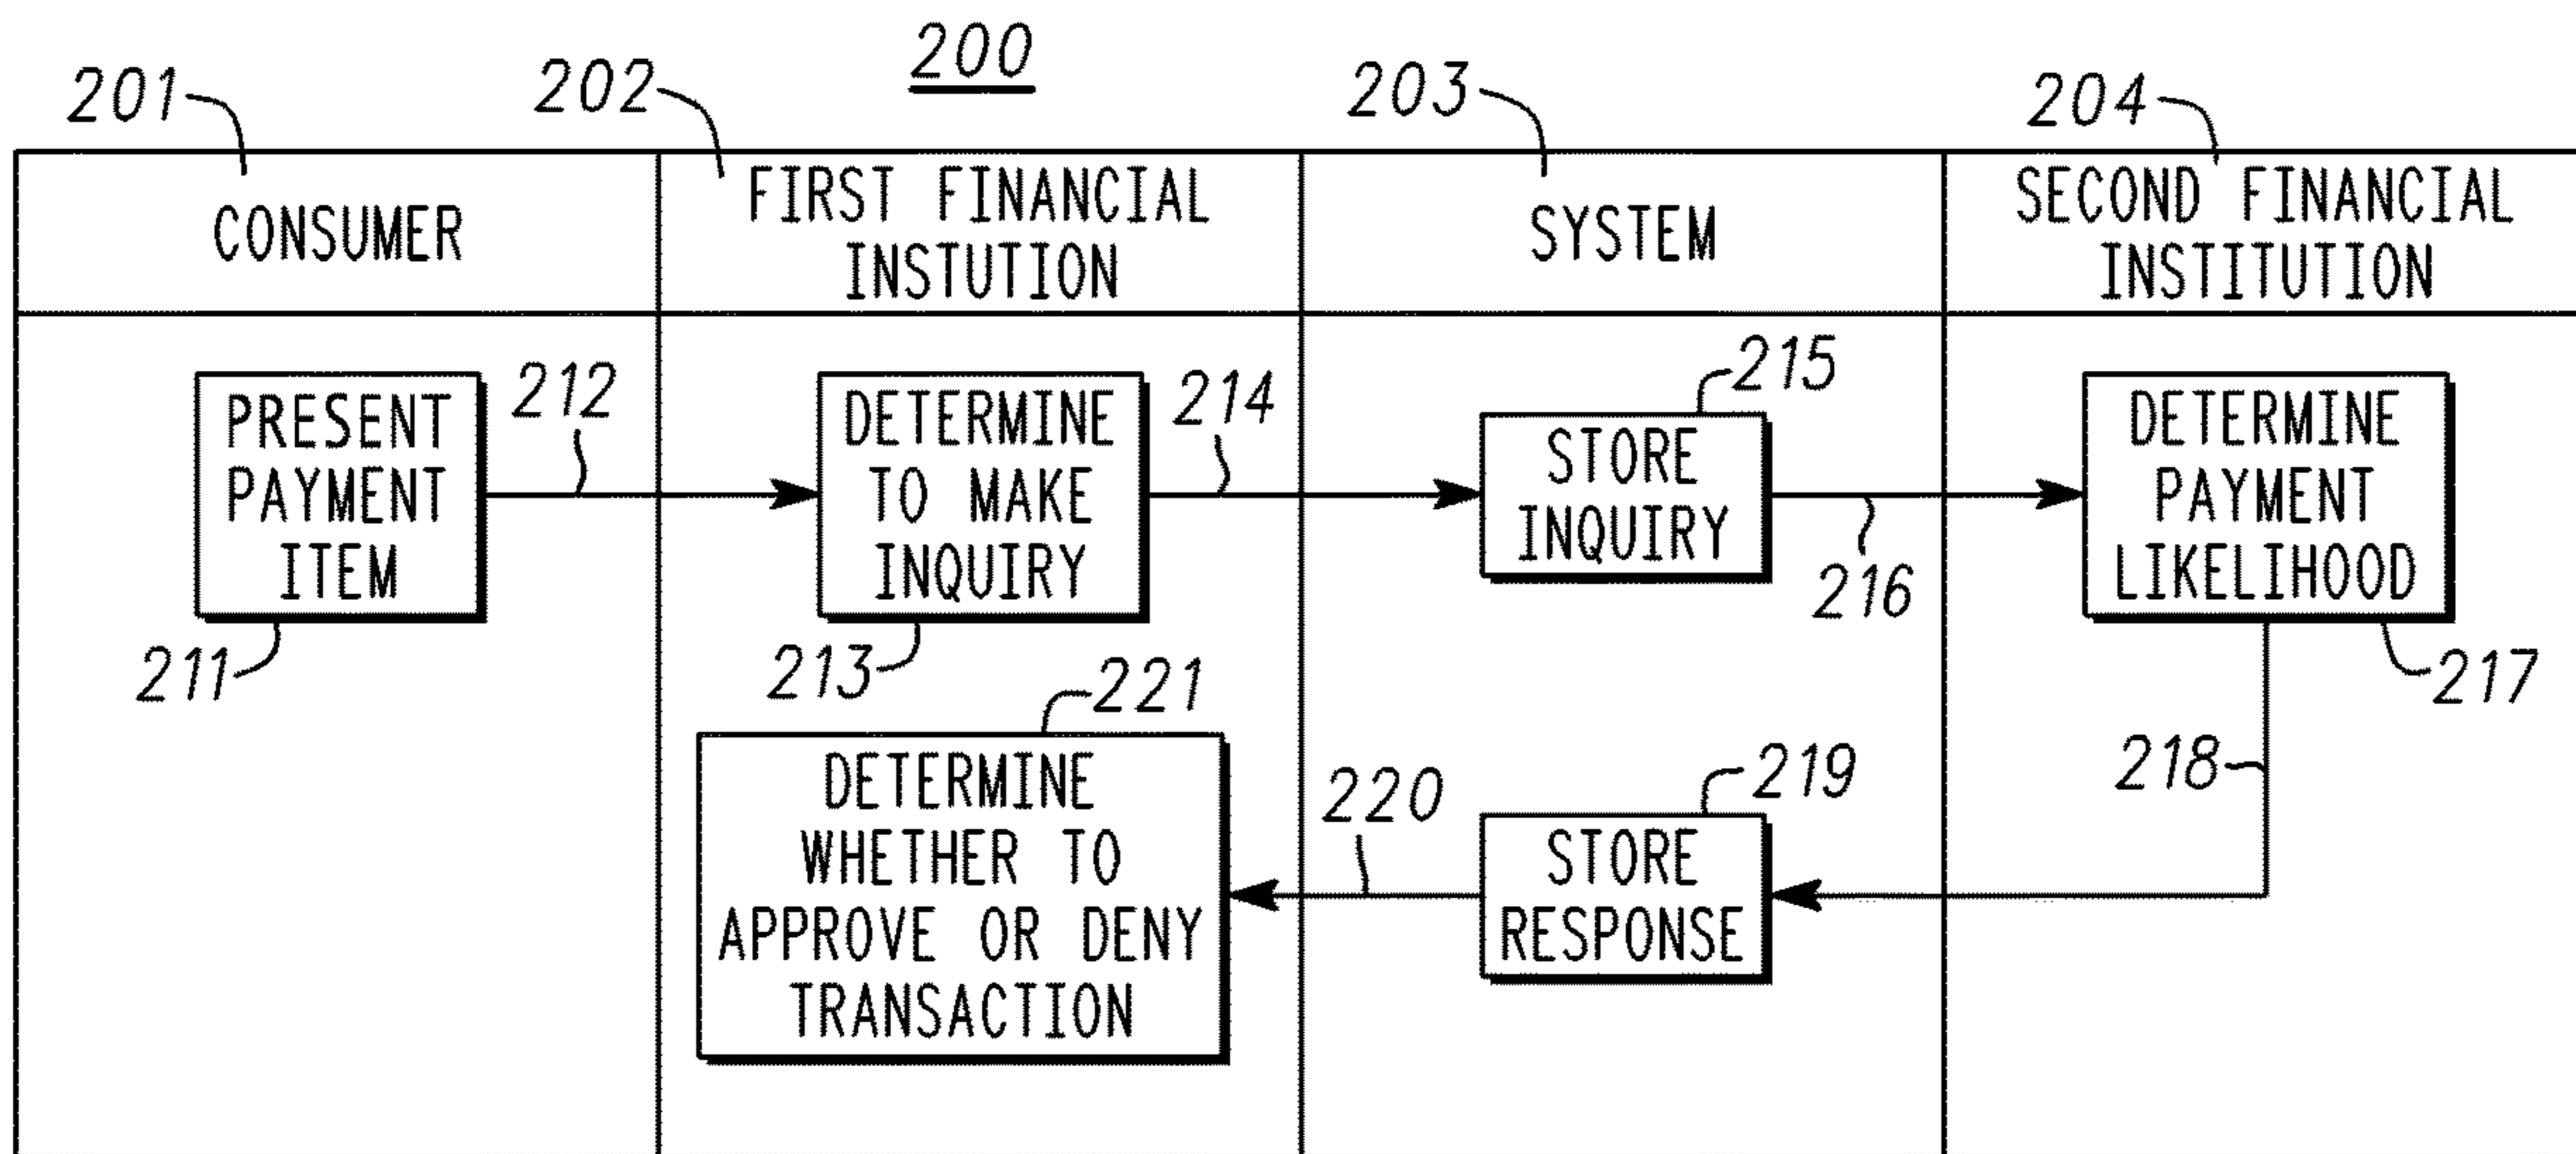 200
201
202
203
204
CONSUMER
FIRST FINANCIAL
INSTUTION
SYSTEM
SECOND FINANCIAL
INSTITUTION
PRESENT
PAYMENT
ITEM
211
212
DETERMINE
TO MAKE
INQUIRY
213
214
STORE
INQUIRY
215
216
DETERMINE
PAYMENT
LIKELIHOOD
217
218
STORE
RESPONSE
219
220
DETERMINE
WHETHER TO
APPROVE OR DENY
TRANSACTION
221